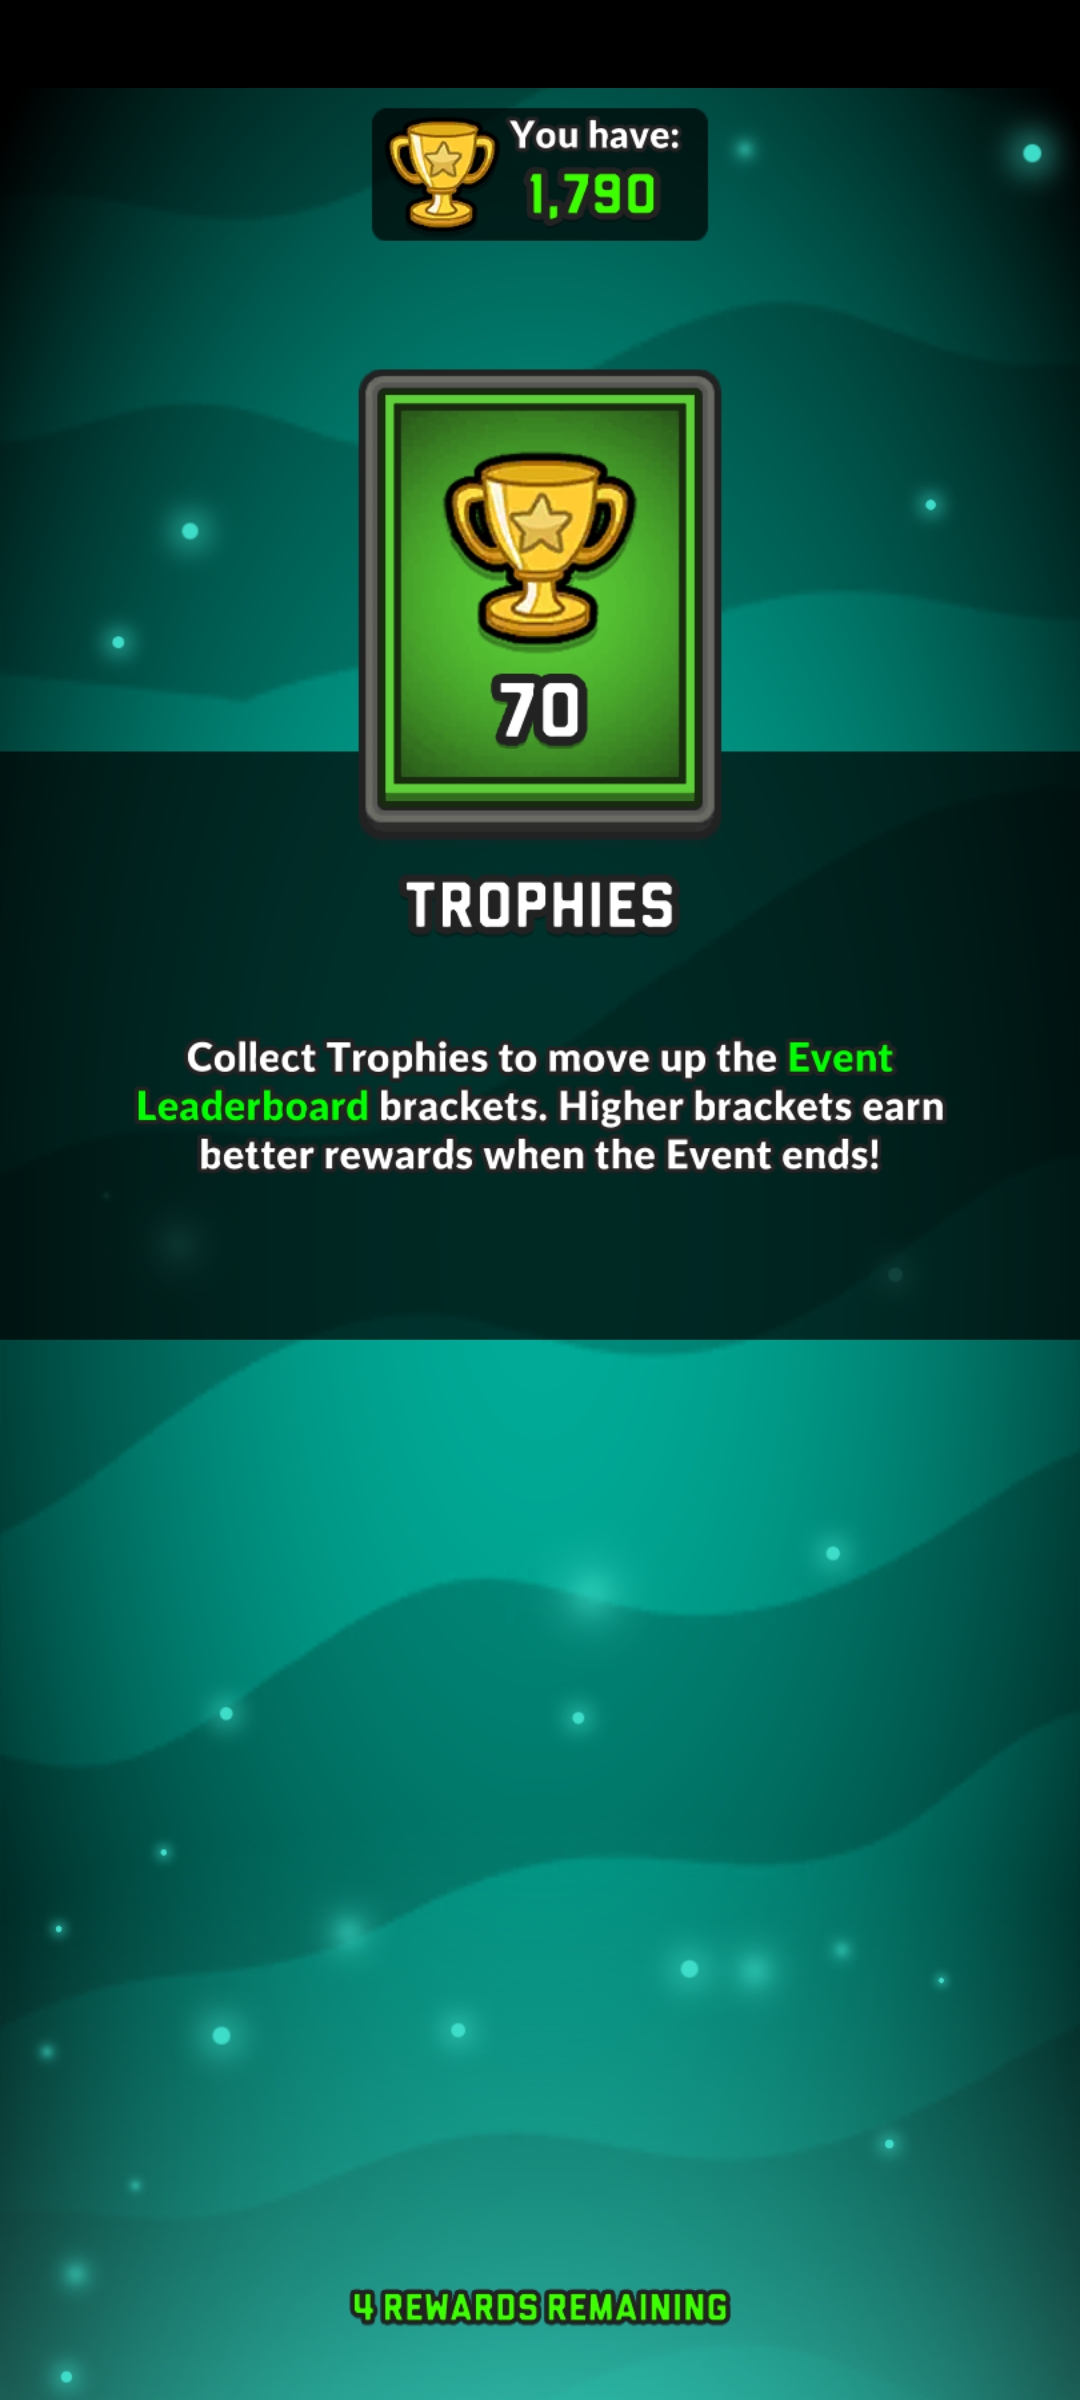 You have:
1,790
70
TROPHIES
Collect Trophies to move up the Event
Leaderboard brackets. Higher brackets earn
better rewards when the Event ends!
4 REWARDS REMAINING